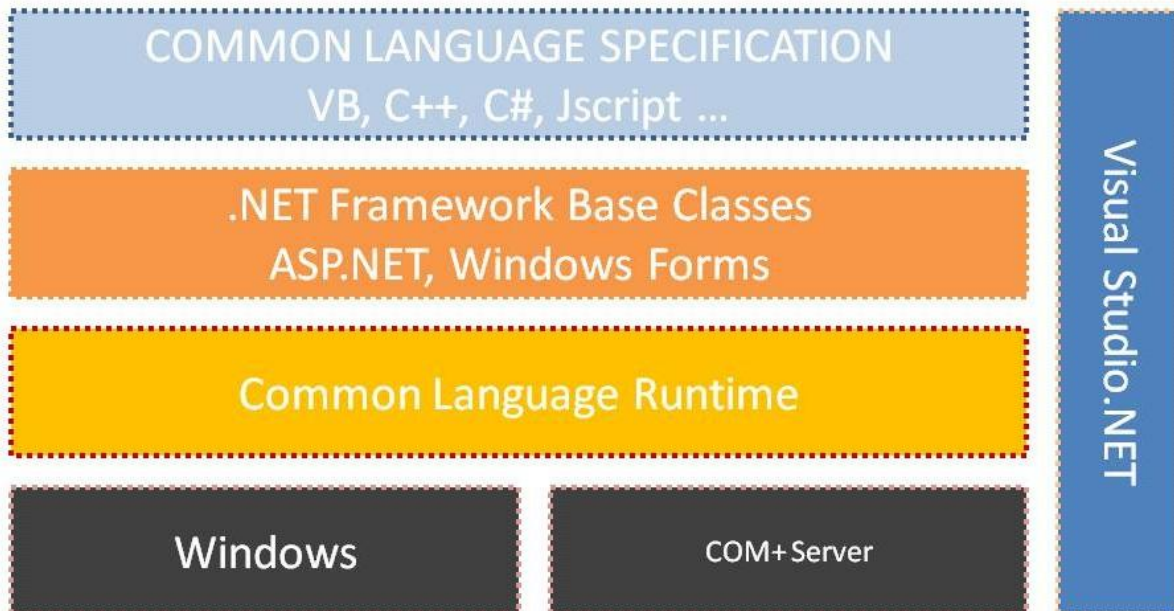 COMMON LANGUAGE SPECIFICATION
VB, C++, C#, Jscript ...
.NET Framework Base Classes
ASP.NET, Windows Forms
Common Language Runtime
Windows
COM+ Server
Visual Studio.NET